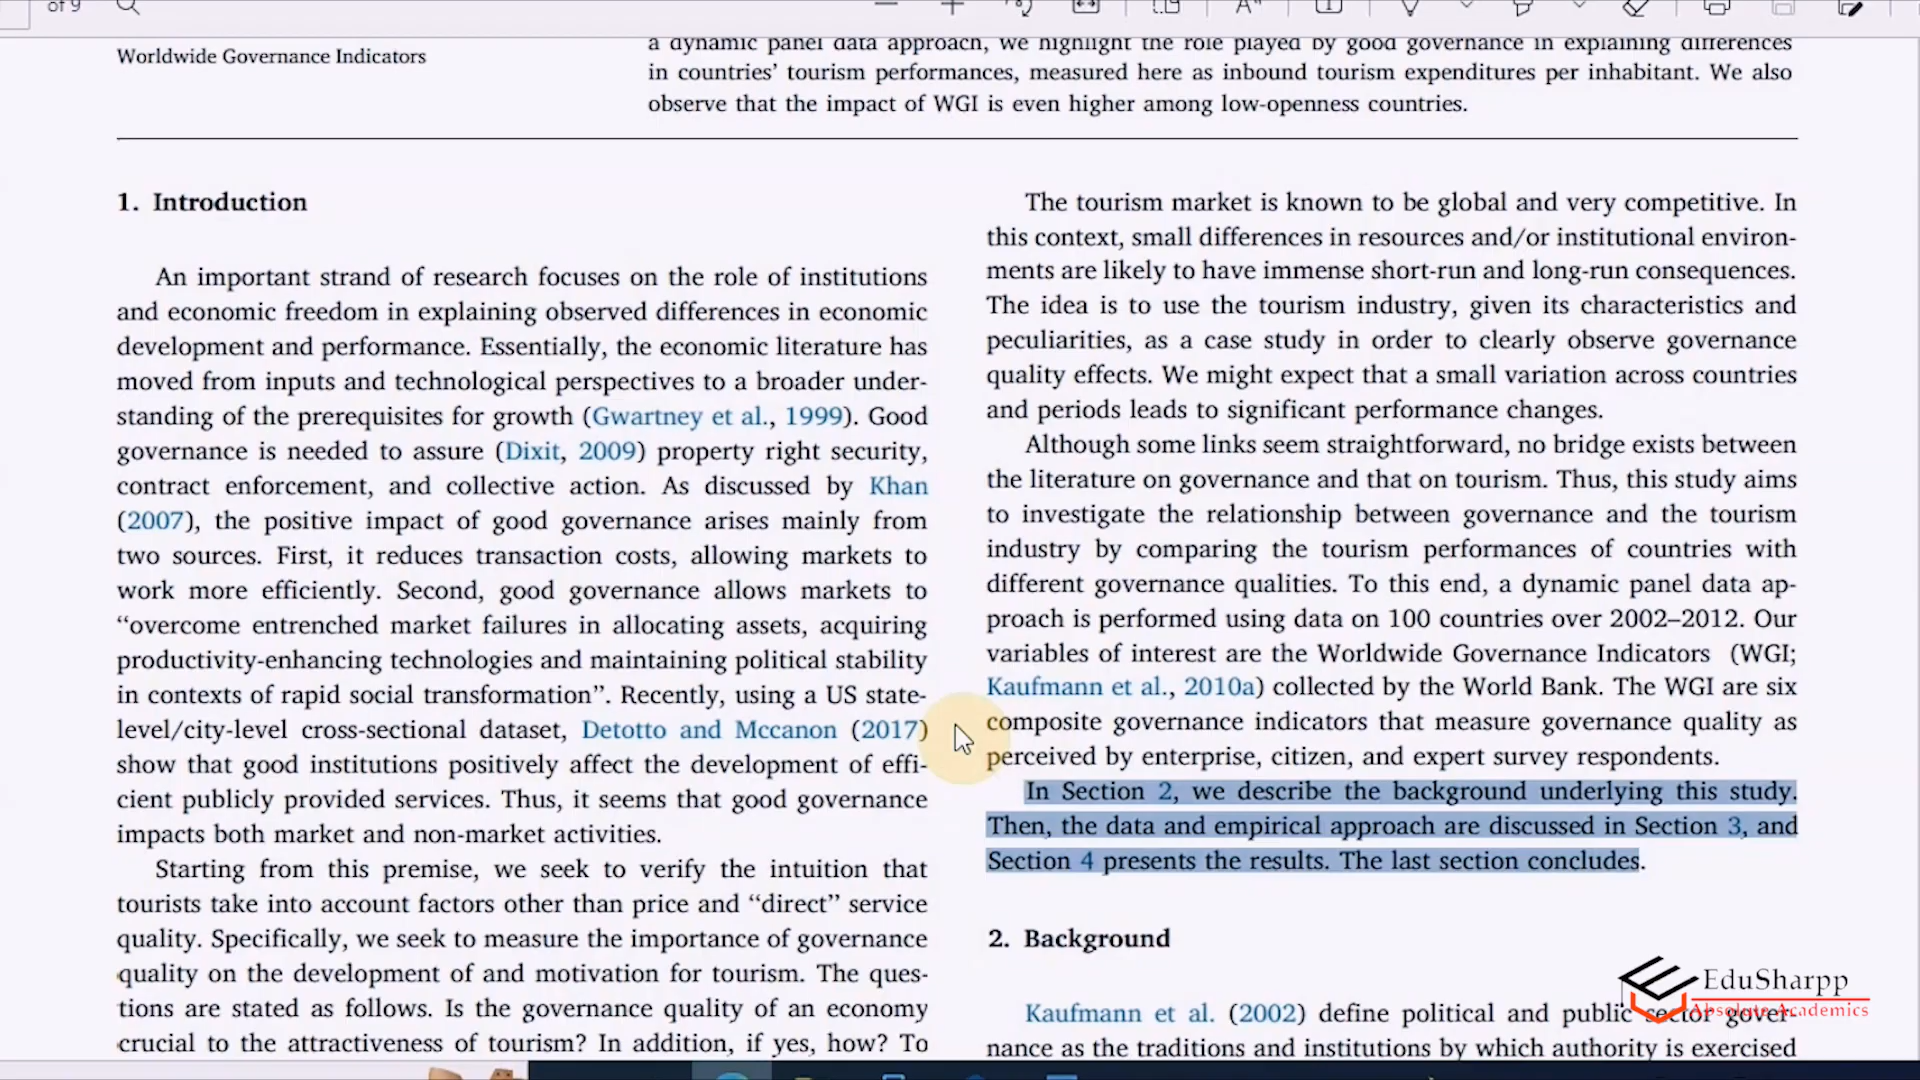 of 9
Worldwide Governance Indicators
a dynamic panel data approach, we highlight the role played by good governance in explaining differences
in countries’ tourism performances, measured here as inbound tourism expenditures per inhabitant. We also
observe that the impact of WGI is even higher among low-openness countries.
1. Introduction
An important strand of research focuses on the role of institutions
and economic freedom in explaining observed differences in economic
development and performance. Essentially, the economic literature has
moved from inputs and technological perspectives to a broader under-
standing of the prerequisites for growth (Gwartney et al., 1999). Good
governance is needed to assure (Dixit, 2009) property right security,
contract enforcement, and collective action. As discussed by Khan
(2007), the positive impact of good governance arises mainly from
two sources. First, it reduces transaction costs, allowing markets to
work more efficiently. Second, good governance allows markets to
“overcome entrenched market failures in allocating assets, acquiring
productivity-enhancing technologies and maintaining political stability
in contexts of rapid social transformation”. Recently, using a US state-
level/city-level cross-sectional dataset, Detotto and Mccanon (2017)
show that good institutions positively affect the development of effi-
cient publicly provided services. Thus, it seems that good governance
impacts both market and non-market activities.
Starting from this premise, we seek to verify the intuition that
tourists take into account factors other than price and “direct” service
quality. Specifically, we seek to measure the importance of governance
quality on the development of and motivation for tourism. The ques-
tions are stated as follows. Is the governance quality of an economy
crucial to the attractiveness of tourism? In addition, if yes, how? To
The tourism market is known to be global and very competitive. In
this context, small differences in resources and/or institutional environ-
ments are likely to have immense short-run and long-run consequences.
The idea is to use the tourism industry, given its characteristics and
peculiarities, as a case study in order to clearly observe governance
quality effects. We might expect that a small variation across countries
and periods leads to significant performance changes.
Although some links seem straightforward, no bridge exists between
the literature on governance and that on tourism. Thus, this study aims
to investigate the relationship between governance and the tourism
industry by comparing the tourism performances of countries with
different governance qualities. To this end, a dynamic panel data ap-
proach is performed using data on 100 countries over 2002–2012. Our
variables of interest are the Worldwide Governance Indicators (WGI;
Kaufmann et al., 2010a) collected by the World Bank. The WGI are six
composite governance indicators that measure governance quality as
perceived by enterprise, citizen, and expert survey respondents.
In Section 2, we describe the background underlying this study.
Then, the data and empirical approach are discussed in Section 3, and
Section 4 presents the results. The last section concludes.
2. Background
Kaufmann et al. (2002) define political and public sector gover-
nance as the traditions and institutions by which authority is exercised
EduSharpp
Absolute Academics